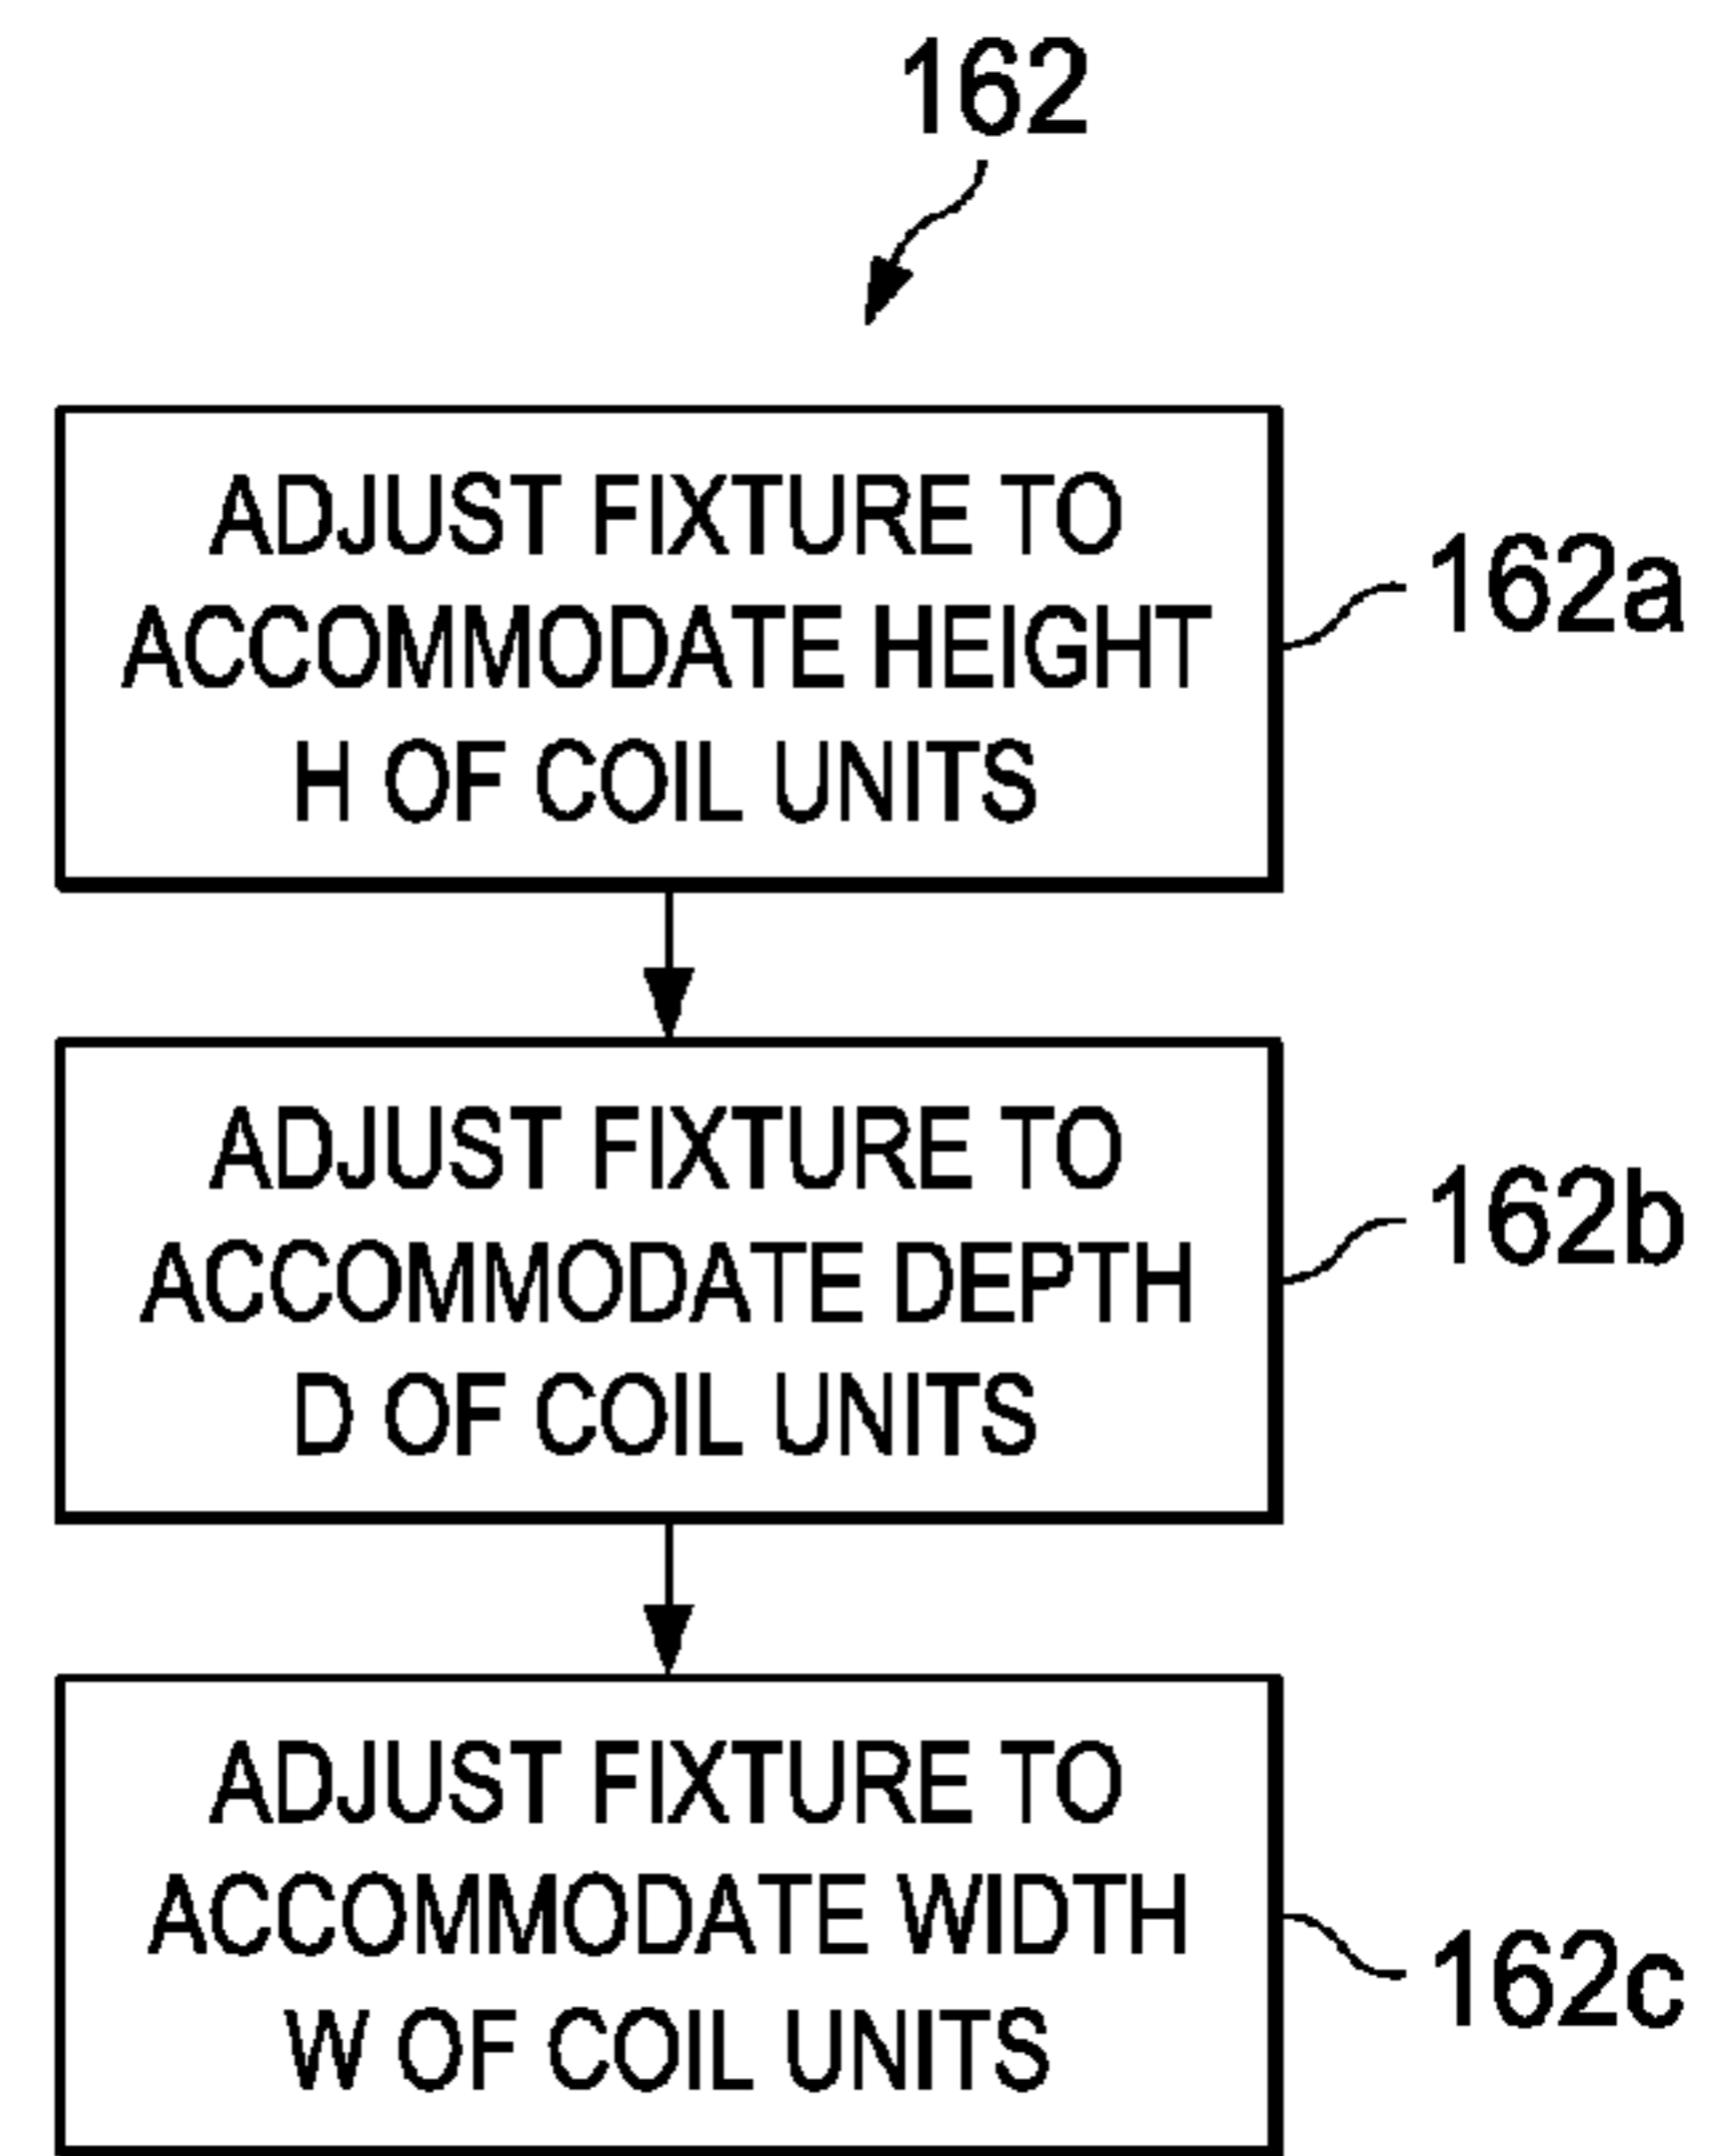 162
ADJUST FIXTURE TO
ACCOMMODATE HEIGHT
H OF COIL UNITS
162a
ADJUST FIXTURE TO
ACCOMMODATE DEPTH
D OF COIL UNITS
162b
ADJUST FIXTURE TO
ACCOMMODATE WIDTH
W OF COIL UNITS
162c